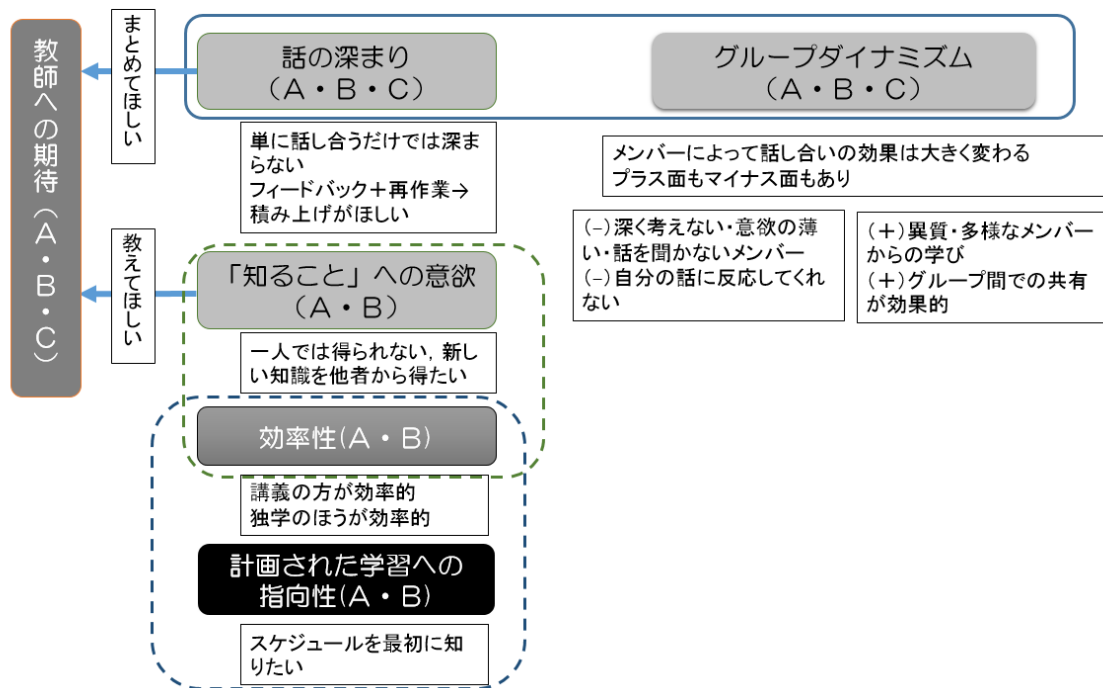 教師への期待（A・B・C）
まとめてほしい
教えてほしい
話の深まり
（A・B・C）
単に話し合うだけでは深ま
らない
フィードバック＋再作業→
積み上げがほしい
「知ること」への意欲
（A・B）
一人では得られない，新し
い知識を他者から得たい
効率性(A・B)
講義の方が効率的
独学のほうが効率的
計画された学習への
指向性(A・B)
スケジュールを最初に知
りたい
グループダイナミズム
（A・B・C）
メンバーによって話し合いの効果は大きく変わる
プラス面もマイナス面もあり
(－)深く考えない・意欲の薄
い・話を聞かないメンバー
(－)自分の話に反応してくれ
ない
(＋)異質・多様なメンバー
からの学び
(＋)グループ間での共有
が効果的